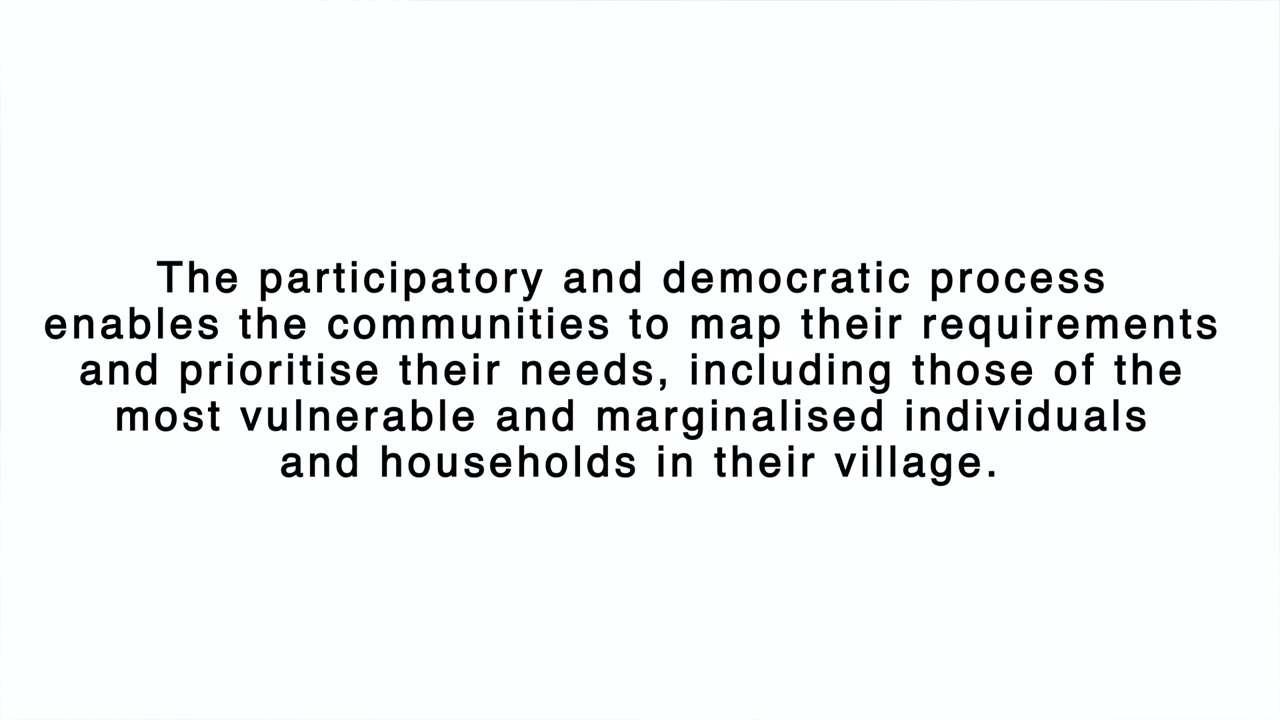 The participatory and democratic process
enables the communities to map their requirements
and prioritise their needs, including those of the
most vulnerable and marginalised individuals
and households in their village.